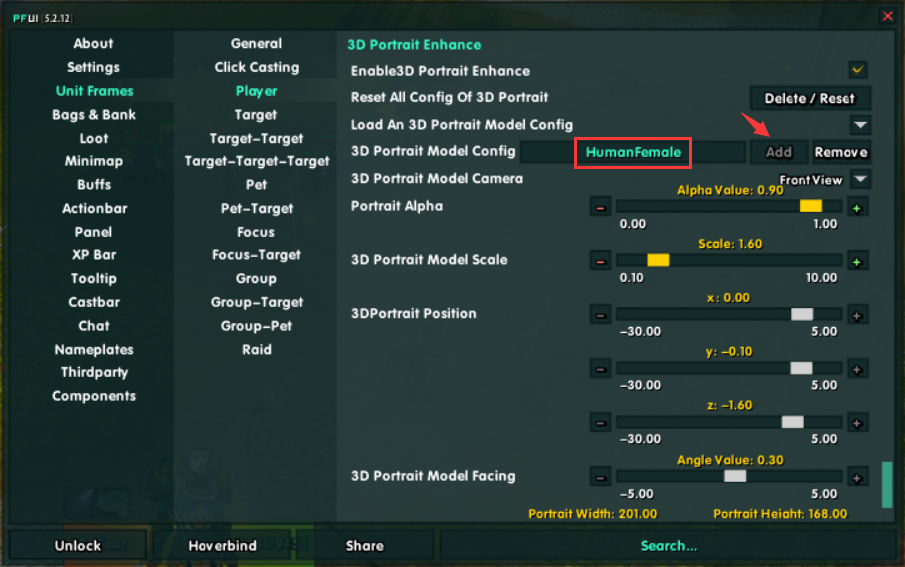 PFUI [5.2.12]
About
Settings
Unit Frames
Bags & Bank
Loot
Minimap
Buffs
Actionbar
Panel
XP Bar
Tooltip
Castbar
Chat
Nameplates
Thirdparty
Components
General
Click Casting
Player
Target
Target-Target
Target-Target-Target
Pet
Pet-Target
Focus
Focus-Target
Group
Group-Target
Group-Pet
Raid
3D Portrait Enhance
Enable3D Portrait Enhance
Reset All Config Of 3D Portrait
Delete / Reset
Load An 3D Portrait Model Config
3D Portrait Model Config
HumanFemale
Add
Remove
3D Portrait Model Camera
FrontView
Alpha Value: 0.90
Portrait Alpha
0.00
1.00
Scale: 1.60
3D Portrait Model Scale
0.10
10.00
x: 0.00
3DPortrait Position
-30.00
5.00
y: -0.10
-30.00
5.00
z: -1.60
-30.00
5.00
Angle Value: 0.30
3D Portrait Model Facing
-5.00
5.00
Portrait Width: 201.00
Portrait Height: 168.00
Unlock
Hoverbind
Share
Search...